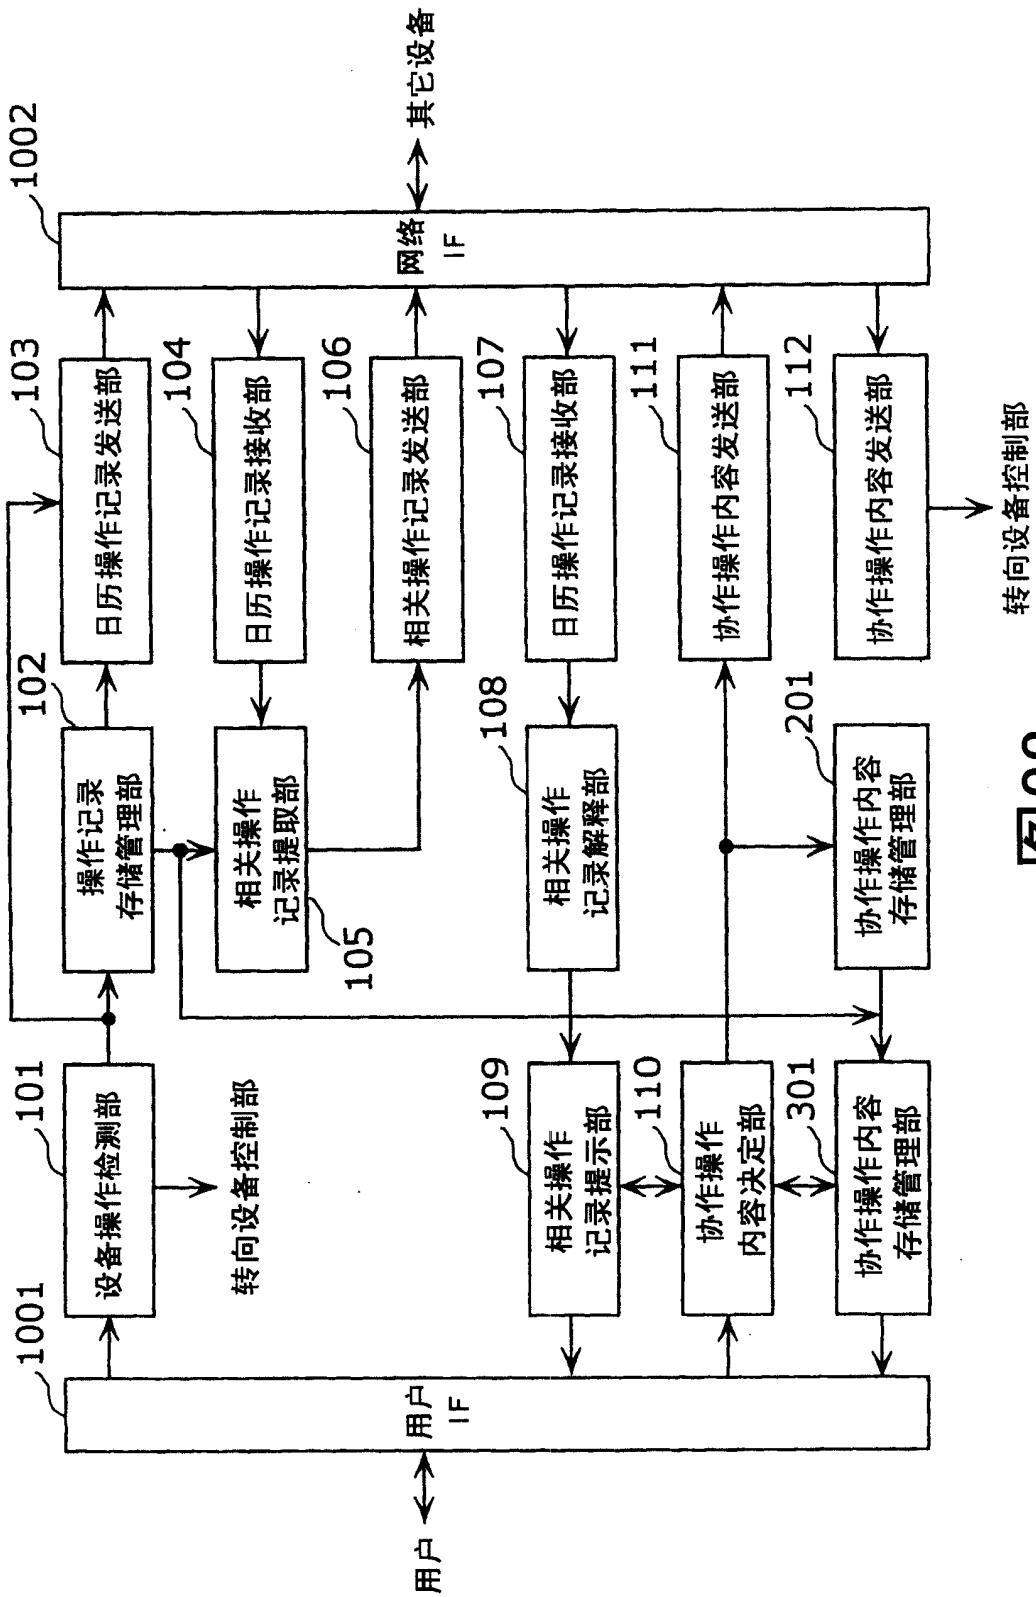 1001
101
102
103
1002
设备操作检测部
操作记录
存储管理部
日历操作记录发送部
转向设备控制部
105
相关操作
记录提取部
104
日历操作记录接收部
106
相关操作记录发送部
用户
用户
IF
网络
IF
其它设备
109
相关操作
记录提示部
108
相关操作
记录解释部
107
日历操作记录接收部
110
协作操作
内容决定部
111
协作操作内容发送部
301
协作操作内容
存储管理部
201
协作操作内容
存储管理部
112
协作操作内容发送部
转向设备控制部